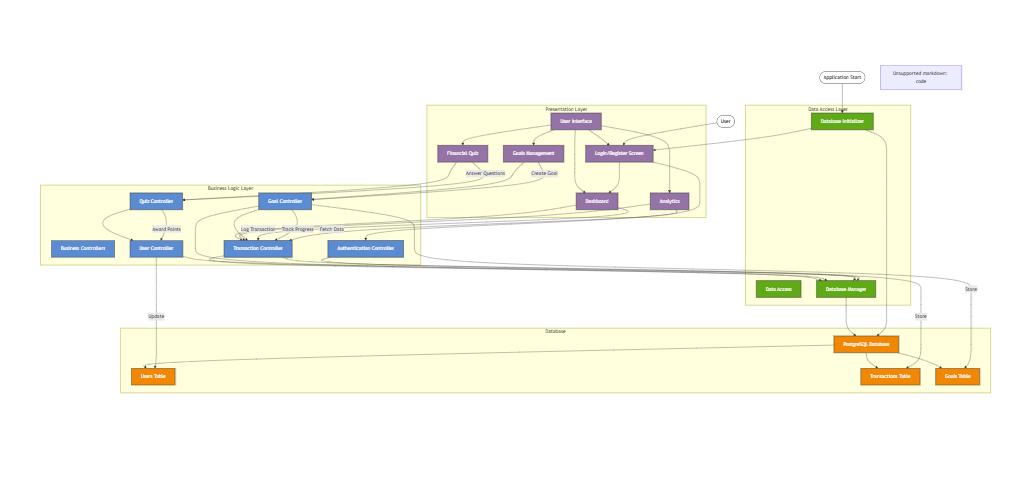 Application Start
Unsupported markdown:
code
Presentation Layer
Data Access Layer
User Interface
User
Database Initializer
Financial Quiz
Goals Management
Login/Register Screen
Answer Questions
Create Goal
Business Logic Layer
Quiz Controller
Goal Controller
Dashboard
Analytics
Award Points
Log Transaction
Track Progress
Fetch Data
Business Controllers
User Controller
Transaction Controller
Authentication Controller
Data Access
Database Manager
Store
Update
Store
Database
PostgreSQL Database
Users Table
Transactions Table
Goals Table